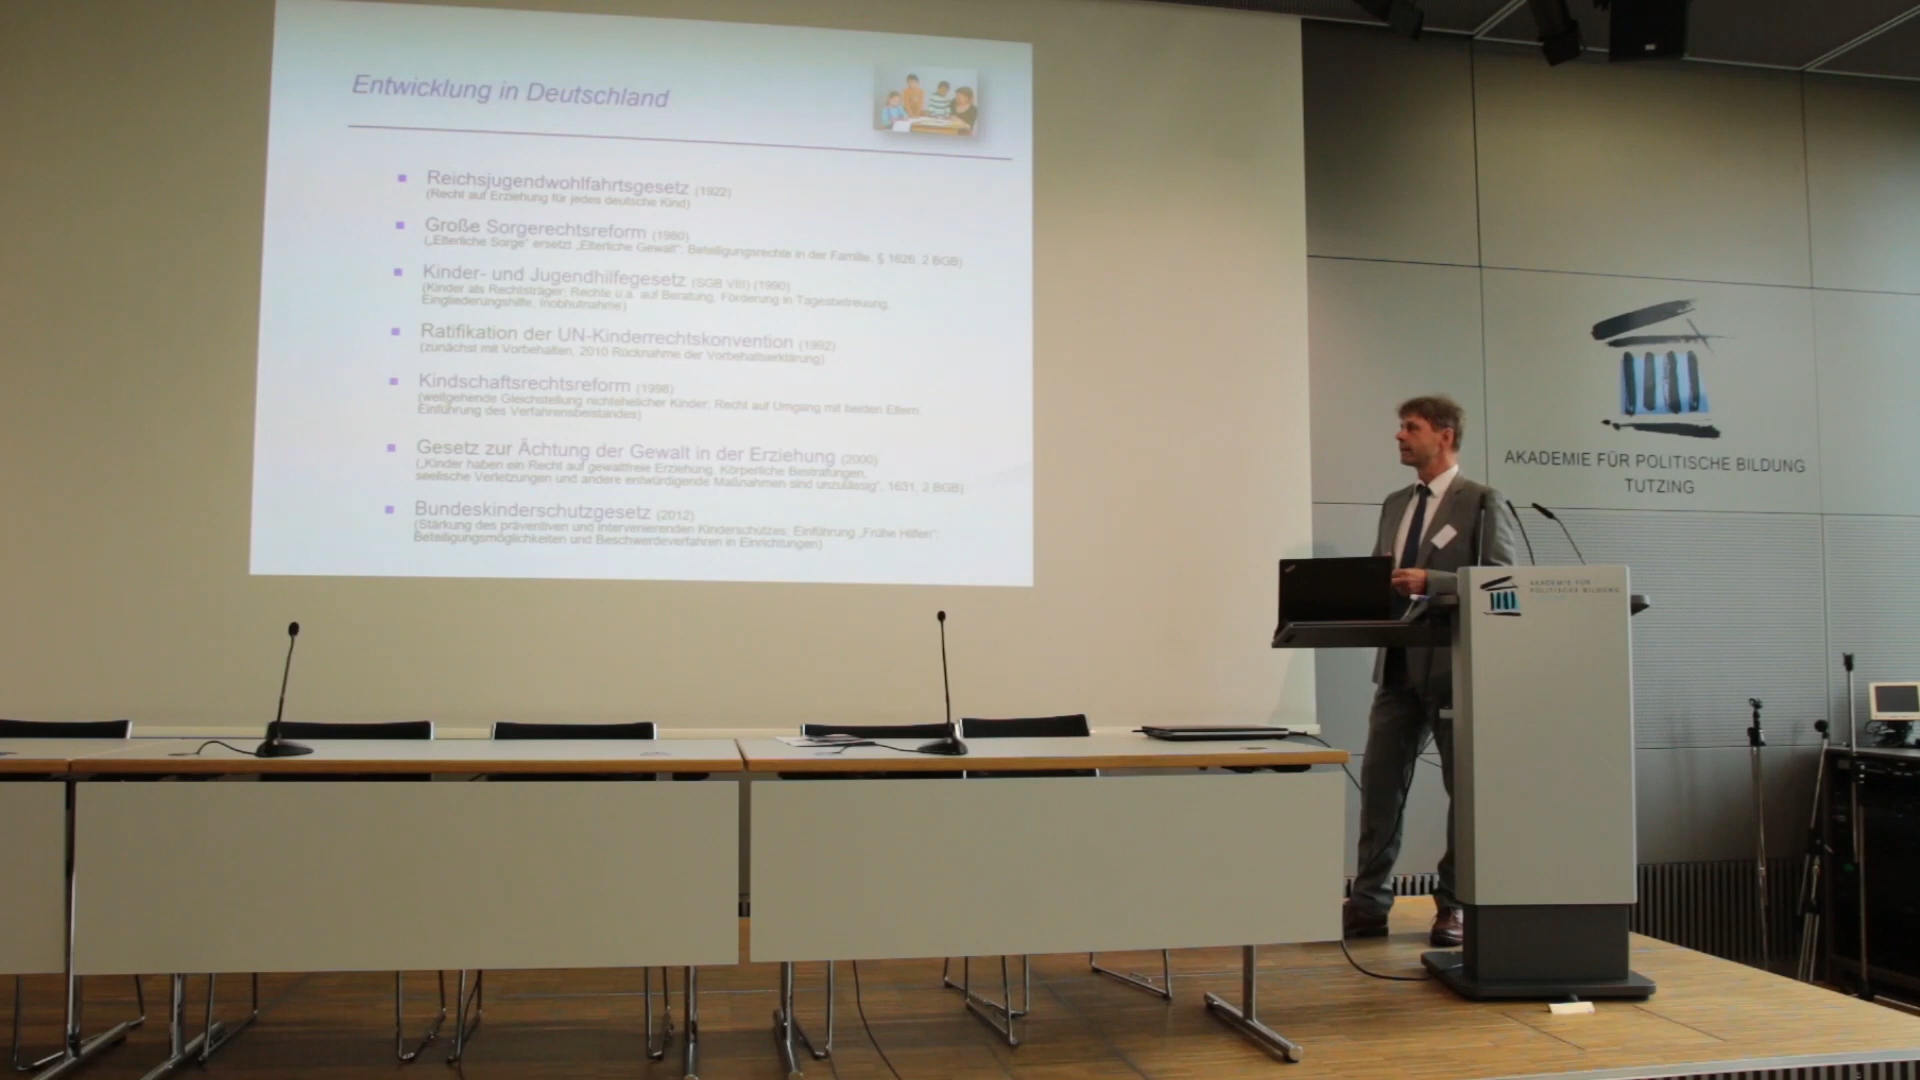 Entwicklung in Deutschland
Reichsjugendwohlfahrtsgesetz (1922)
(Recht auf Erziehung für jedes deutsche Kind)
Große Sorgerechtsreform (1980)
(„Elterliche Sorge“ ersetzt „Elterliche Gewalt“; Beteiligungsrechte in der Familie, § 1626, 2 BGB)
Kinder- und Jugendhilfegesetz (SGB VIII) (1990)
(Kinder als Rechtsträger; Rechte u.a. auf Beratung, Förderung in Tagesbetreuung,
Eingliederungshilfe, Inobhutnahme)
Ratifikation der UN-Kinderrechtskonvention (1992)
(zunächst mit Vorbehalten, 2010 Rücknahme der Vorbehaltserklärung)
Kindschaftsrechtsreform (1998)
(weitgehende Gleichstellung nichtehelicher Kinder, Recht auf Umgang mit beiden Eltern,
Einführung des Verfahrensbeistandes)
Gesetz zur Ächtung der Gewalt in der Erziehung (2000)
(„Kinder haben ein Recht auf gewaltfreie Erziehung. Körperliche Bestrafungen,
seelische Verletzungen und andere entwürdigende Maßnahmen sind unzulässig“, 1631, 2 BGB)
Bundeskinderschutzgesetz (2012)
(Stärkung des präventiven und intervenierenden Kinderschutzes; Einführung „Frühe Hilfen“;
Beteiligungsmöglichkeiten und Beschwerdeverfahren in Einrichtungen)
AKADEMIE FÜR POLITISCHE BILDUNG
TUTZING
AKADEMIE FÜR
POLITISCHE BILDUNG